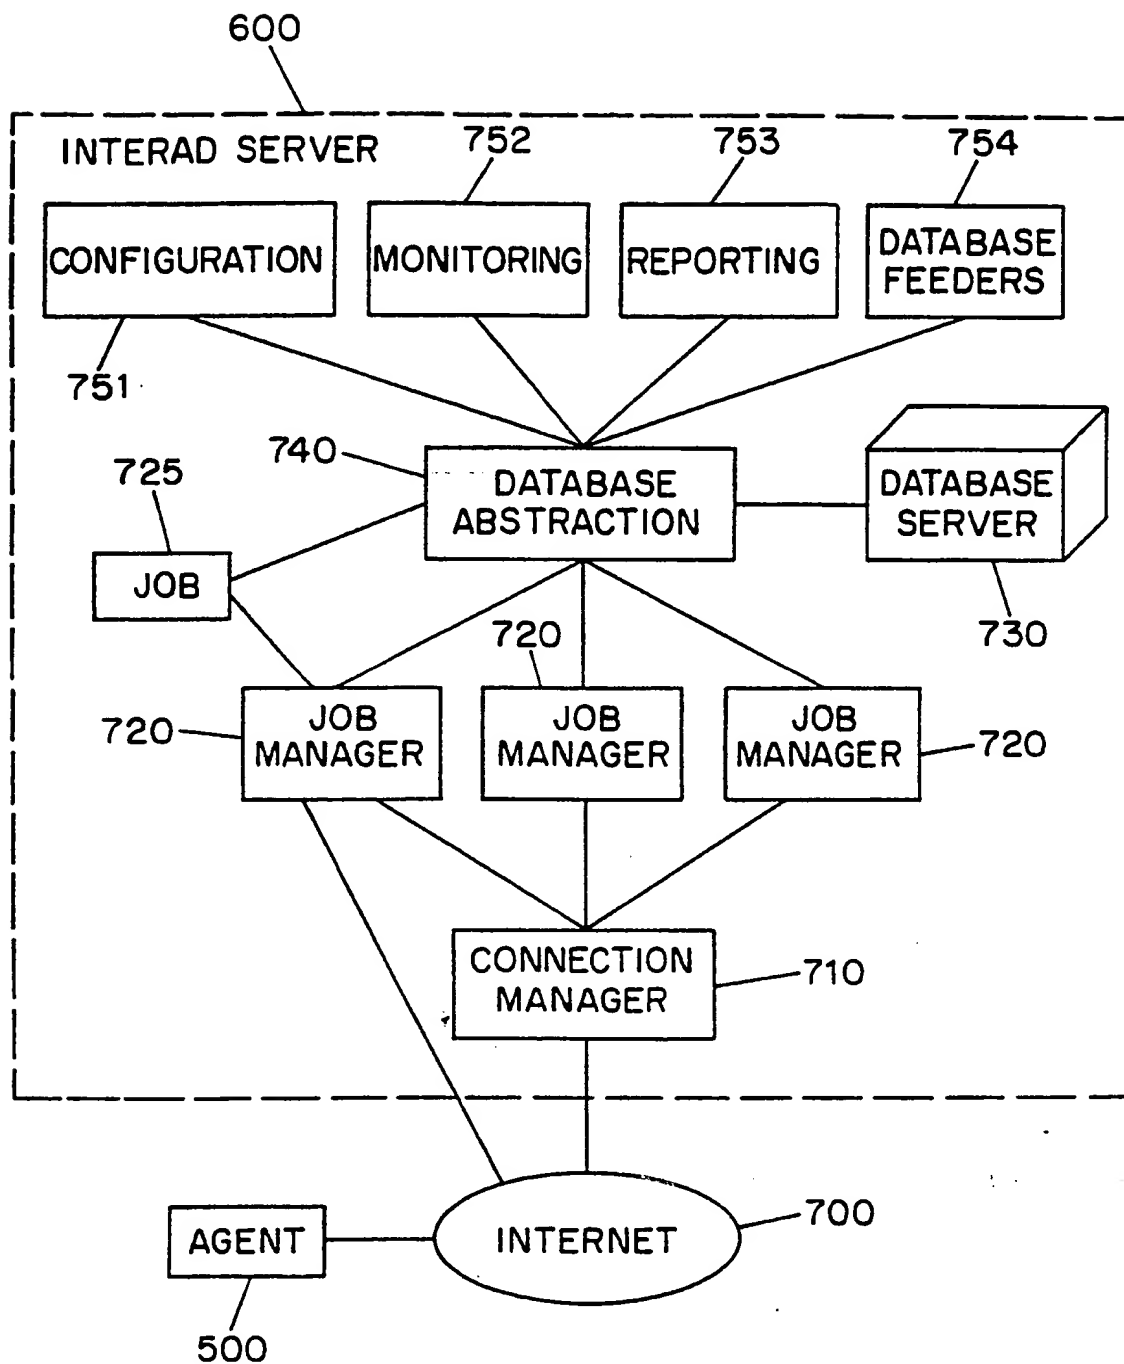 600
INTERAD SERVER
752
753
754
CONFIGURATION
MONITORING
REPORTING
DATABASE
FEEDERS
751
740
725
DATABASE
ABSTRACTION
DATABASE
SERVER
JOB
730
720
720
JOB
MANAGER
JOB
MANAGER
JOB
MANAGER
720
CONNECTION
MANAGER
710
700
AGENT
INTERNET
500